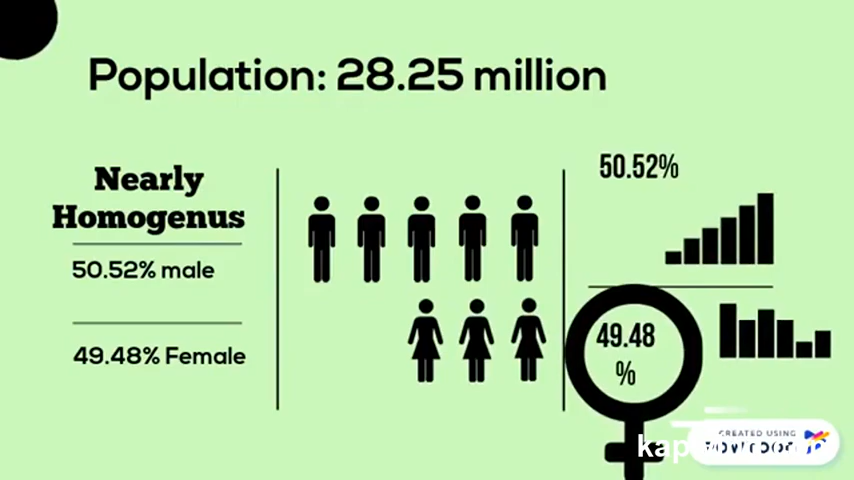 Population: 28.25 million
Nearly
Homogenus
50.52% male
49.48% Female
50.52%
49.48
%
CREATED USING